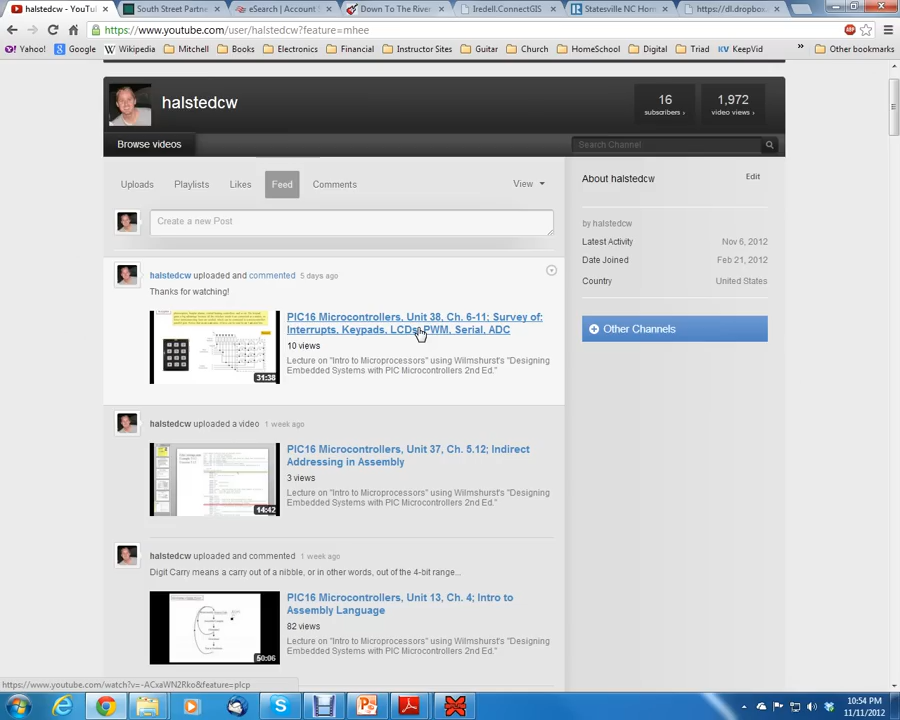 halstedcw - YouTu
South Street Partne
eSearch | Account
Down To The River
Iredell.ConnectGIS
Statesville NC Hom
https://dl.dropbox.
https://www.youtube.com/user/halstedcw?feature=mhee
Yahoo! Google Wikipedia Mitchell Books Electronics Financial Instructor Sites Guitar Church HomeSchool Digital Triad KeepVid » Other bookmarks
halstedcw
16
subscribers ›
1,972
video views ›
Browse videos
Search Channel
Uploads Playlists Likes Feed Comments View
Create a new Post
halstedcw uploaded and commented 5 days ago
Thanks for watching!
PIC16 Microcontrollers, Unit 38, Ch. 6-11; Survey of:
Interrupts, Keypads, LCDs, PWM, Serial, ADC
10 views
Lecture on "Intro to Microprocessors" using Wilmshurst's "Designing
Embedded Systems with PIC Microcontrollers 2nd Ed."
31:38
halstedcw uploaded a video 1 week ago
PIC16 Microcontrollers, Unit 37, Ch. 5.12; Indirect
Addressing in Assembly
3 views
Lecture on "Intro to Microprocessors" using Wilmshurst's "Designing
Embedded Systems with PIC Microcontrollers 2nd Ed."
14:42
halstedcw uploaded and commented 1 week ago
Digit Carry means a carry out of a nibble, or in other words, out of the 4-bit range...
PIC16 Microcontrollers, Unit 13, Ch. 4; Intro to
Assembly Language
82 views
Lecture on "Intro to Microprocessors" using Wilmshurst's "Designing
Embedded Systems with PIC Microcontrollers 2nd Ed."
50:06
About halstedcw Edit
by halstedcw
Latest Activity Nov 6, 2012
Date Joined Feb 21, 2012
Country United States
Other Channels
https://www.youtube.com/watch?v=-ACxaWN2Rko&feature=plcp
10:54 PM
11/11/2012